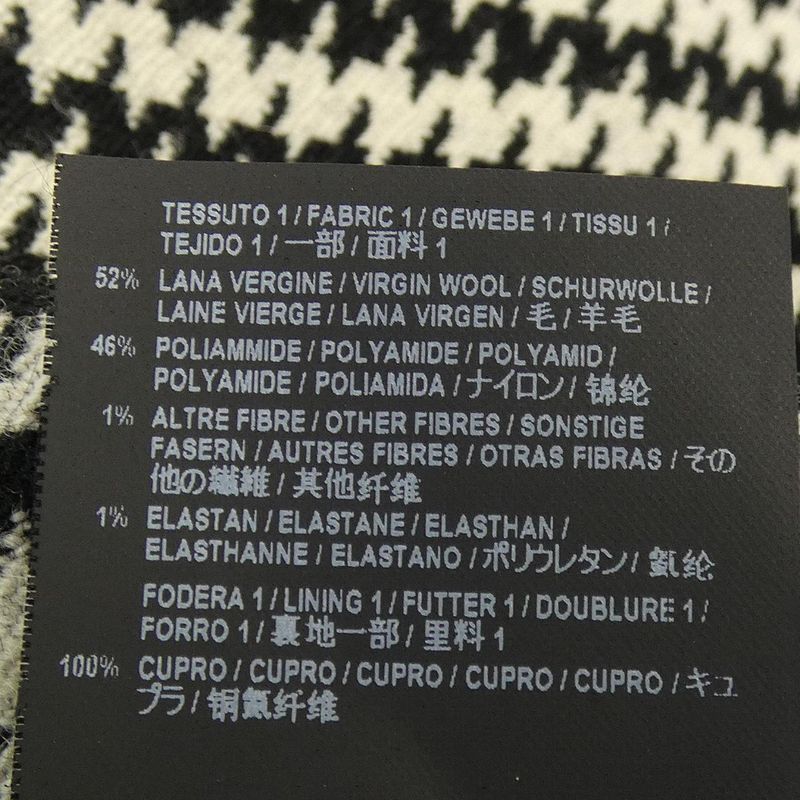 TESSUTO 1 / FABRIC 1 / GEWEBE 1 / TISSU 1 /
TEJIDO 1 / 一部 / 面料 1
52% LANA VERGINE / VIRGIN WOOL / SCHURWOLLE /
LAINE VIERGE / LANA VIRGEN / 毛 / 羊毛
46% POLIAMMIDE / POLYAMIDE / POLYAMID /
POLYAMIDE / POLIAMIDA / ナイロン / 锦纶
1% ALTRE FIBRE / OTHER FIBRES / SONSTIGE
FASERN / AUTRES FIBRES / OTRAS FIBRAS / その
他の繊維 / 其他纤维
1% ELASTAN / ELASTANE / ELASTHAN /
ELASTHANNE / ELASTANO / ポリウレタン / 氨纶
FODERA 1 / LINING 1 / FUTTER 1 / DOUBLURE 1 /
FORRO 1 / 裏地一部 / 里料 1
100% CUPRO / CUPRO / CUPRO / CUPRO / CUPRO / キュ
プラ / 铜氨纤维